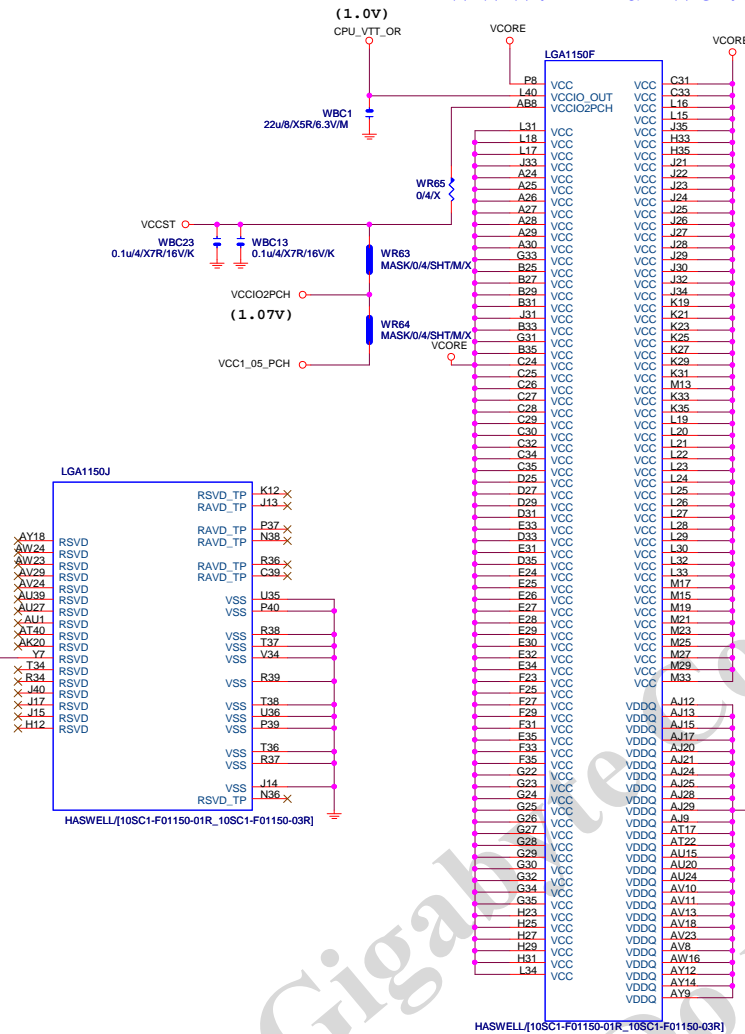 (1.0V)
CPU_VTT_OR
VCORE
VCORE
LGA1150F
P8 VCC VCC C31
L40 VCCIO_OUT VCC C33
AB8 VCCIO2PCH VCC L16
VCC L15
L31 VCC VCC J35
L18 VCC VCC H33
L17 VCC VCC H35
J33 VCC VCC J21
A24 VCC VCC J22
A25 VCC VCC J23
A26 VCC VCC J24
A27 VCC VCC J25
A28 VCC VCC J26
A29 VCC VCC J27
A30 VCC VCC J28
G33 VCC VCC J29
B25 VCC VCC J30
B27 VCC VCC J32
B29 VCC VCC J34
B31 VCC VCC K19
J31 VCC VCC K21
B33 VCC VCC K23
G31 VCC VCC K25
B35 VCC VCC K27
C24 VCC VCC K29
C25 VCC VCC K31
C26 VCC VCC M13
C27 VCC VCC K33
C28 VCC VCC K35
C29 VCC VCC L19
C30 VCC VCC L20
C32 VCC VCC L21
C34 VCC VCC L22
C35 VCC VCC L23
D25 VCC VCC L24
D27 VCC VCC L25
D29 VCC VCC L26
D31 VCC VCC L27
E33 VCC VCC L28
D33 VCC VCC L29
E31 VCC VCC L30
D35 VCC VCC L32
E24 VCC VCC L33
E25 VCC VCC M17
E26 VCC VCC M15
E27 VCC VCC M19
E28 VCC VCC M21
E29 VCC VCC M23
E30 VCC VCC M25
E32 VCC VCC M27
E34 VCC VCC M29
F23 VCC VCC M33
F25 VCC
F27 VCC VDDQ AJ12
F29 VCC VDDQ AJ13
F31 VCC VDDQ AJ15
E35 VCC VDDQ AJ17
F33 VCC VDDQ AJ20
F35 VCC VDDQ AJ21
G22 VCC VDDQ AJ24
G23 VCC VDDQ AJ25
G24 VCC VDDQ AJ28
G25 VCC VDDQ AJ29
G26 VCC VDDQ AJ9
G27 VCC VDDQ AT17
G28 VCC VDDQ AT22
G29 VCC VDDQ AU15
G30 VCC VDDQ AU20
G32 VCC VDDQ AU24
G34 VCC VDDQ AV10
G35 VCC VDDQ AV11
H23 VCC VDDQ AV13
H25 VCC VDDQ AV18
H27 VCC VDDQ AV23
H29 VCC VDDQ AV8
H31 VCC VDDQ AW16
L34 VCC VDDQ AY12
VDDQ AY14
VDDQ AY9
HASWELL/[10SC1-F01150-01R_10SC1-F01150-03R]
WBC1
22u/8/X5R/6.3V/M
WR65
0/4/X
VCCST
WBC23
0.1u/4/X7R/16V/K
WBC13
0.1u/4/X7R/16V/K
WR63
MASK/0/4/SHT/M/X
VCCIO2PCH
(1.07V)
WR64
MASK/0/4/SHT/M/X
VCORE
VCC1_05_PCH
LGA1150J
RSVD_TP K12
RAVD_TP J13
RAVD_TP P37
RAVD_TP N38
RAVD_TP R36
RAVD_TP C39
AY18 RSVD
AW24 RSVD
AW23 RSVD
AV29 RSVD
AV24 RSVD
AU39 RSVD VSS U35
AU27 RSVD VSS P40
AU1 RSVD
AT40 RSVD VSS R38
AK20 RSVD VSS T37
Y7 RSVD VSS V34
T34 RSVD
R34 RSVD VSS R39
J40 RSVD
J17 RSVD VSS T38
J15 RSVD VSS U36
H12 RSVD VSS P39
VSS T36
VSS R37
VSS J14
RSVD_TP N36
HASWELL/[10SC1-F01150-01R_10SC1-F01150-03R]
Gigabyte Co